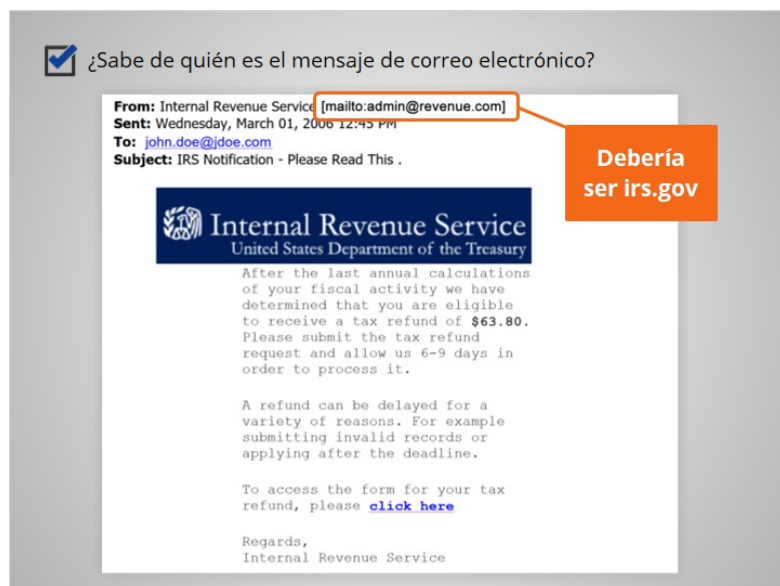 ¿Sabe de quién es el mensaje de correo electrónico?
From: Internal Revenue Service [mailto:admin@revenue.com]
Sent: Wednesday, March 01, 2006 12:45 PM
To: john.doe@jdoe.com
Subject: IRS Notification - Please Read This .
Debería
ser irs.gov
Internal Revenue Service
United States Department of the Treasury
After the last annual calculations
of your fiscal activity we have
determined that you are eligible
to receive a tax refund of $63.80.
Please submit the tax refund
request and allow us 6-9 days in
order to process it.
A refund can be delayed for a
variety of reasons. For example
submitting invalid records or
applying after the deadline.
To access the form for your tax
refund, please click here
Regards,
Internal Revenue Service